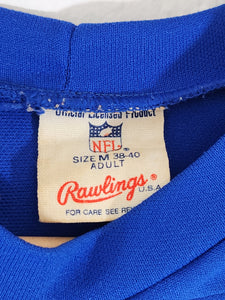 Official Licensed Product
NFL®
SIZE M 38-40
ADULT
Rawlings®
U.S.A.
FOR CARE SEE RE